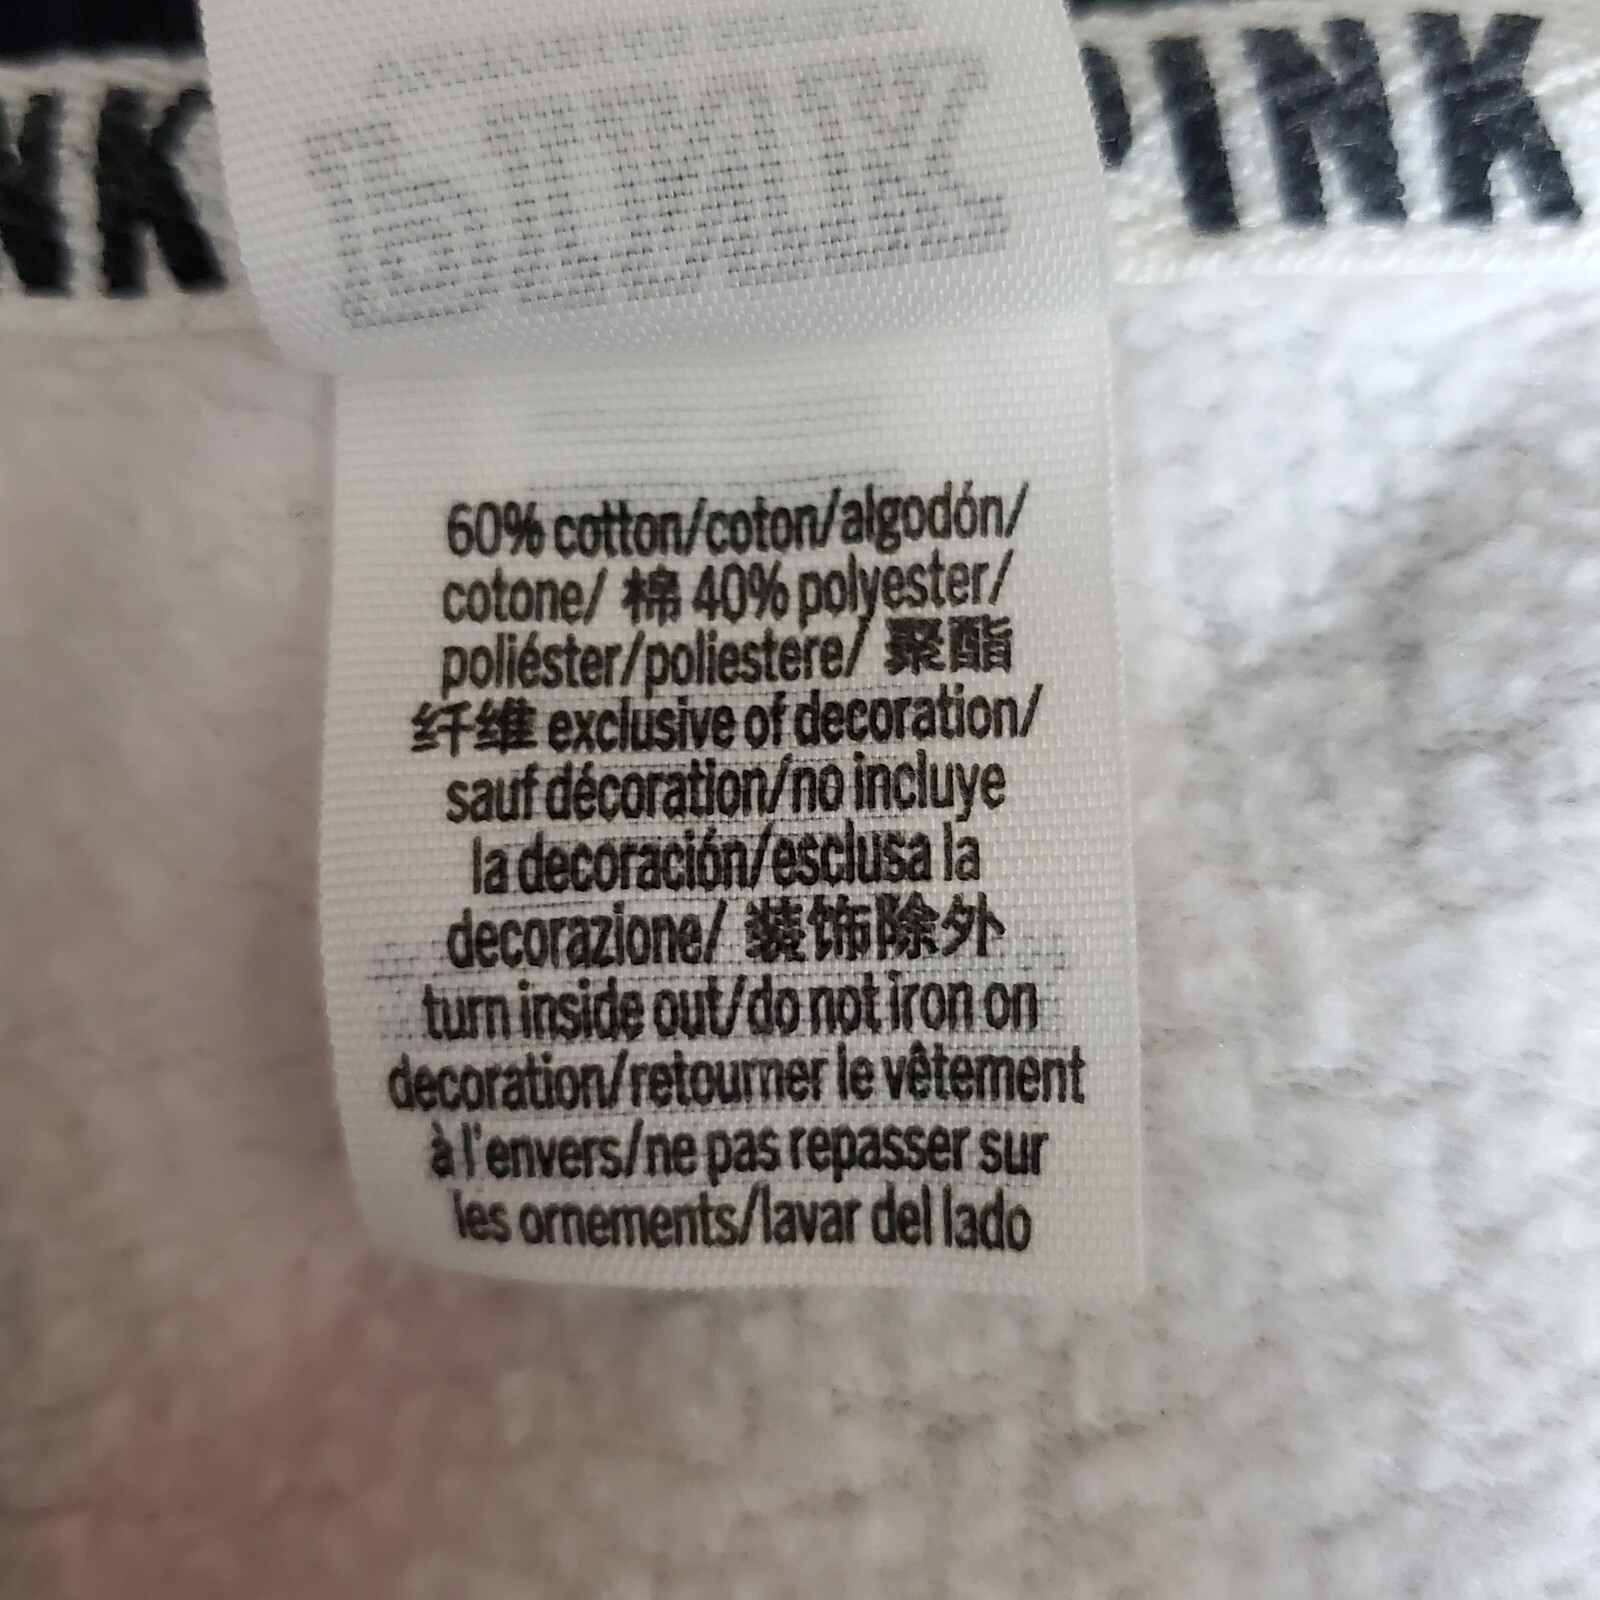 NK
PINK
60% cotton/coton/algodón/
cotone/ 棉 40% polyester/
poliéster/poliestere/ 聚酯
纤维 exclusive of decoration/
sauf décoration/no incluye
la decoración/esclusa la
decorazione/ 装饰除外
turn inside out/do not iron on
decoration/retourner le vêtement
à l'envers/ne pas repasser sur
les ornements/lavar del lado